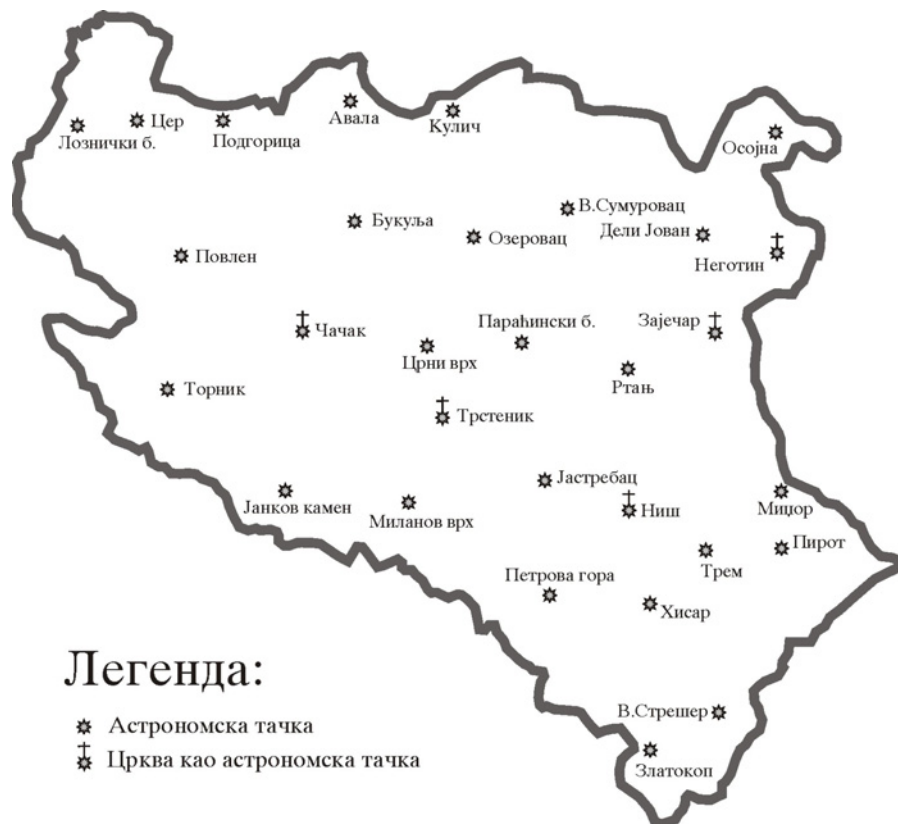 Авала
Кулич
Цер
Лознички б.
Подгорица
Осојна
В.Сумуровац
Букуља
Озеровац
Дели Јован
Неготин
Повлен
Чачак
Параћински б.
Зајечар
Црни врх
Ртањ
Торник
Трстеник
Јастребац
Јанков камен
Миланов врх
Ниш
Миџор
Пирот
Трем
Петрова гора
Хисар
Легенда:
В.Стрешер
Астрономска тачка
Црква као астрономска тачка
Златокоп